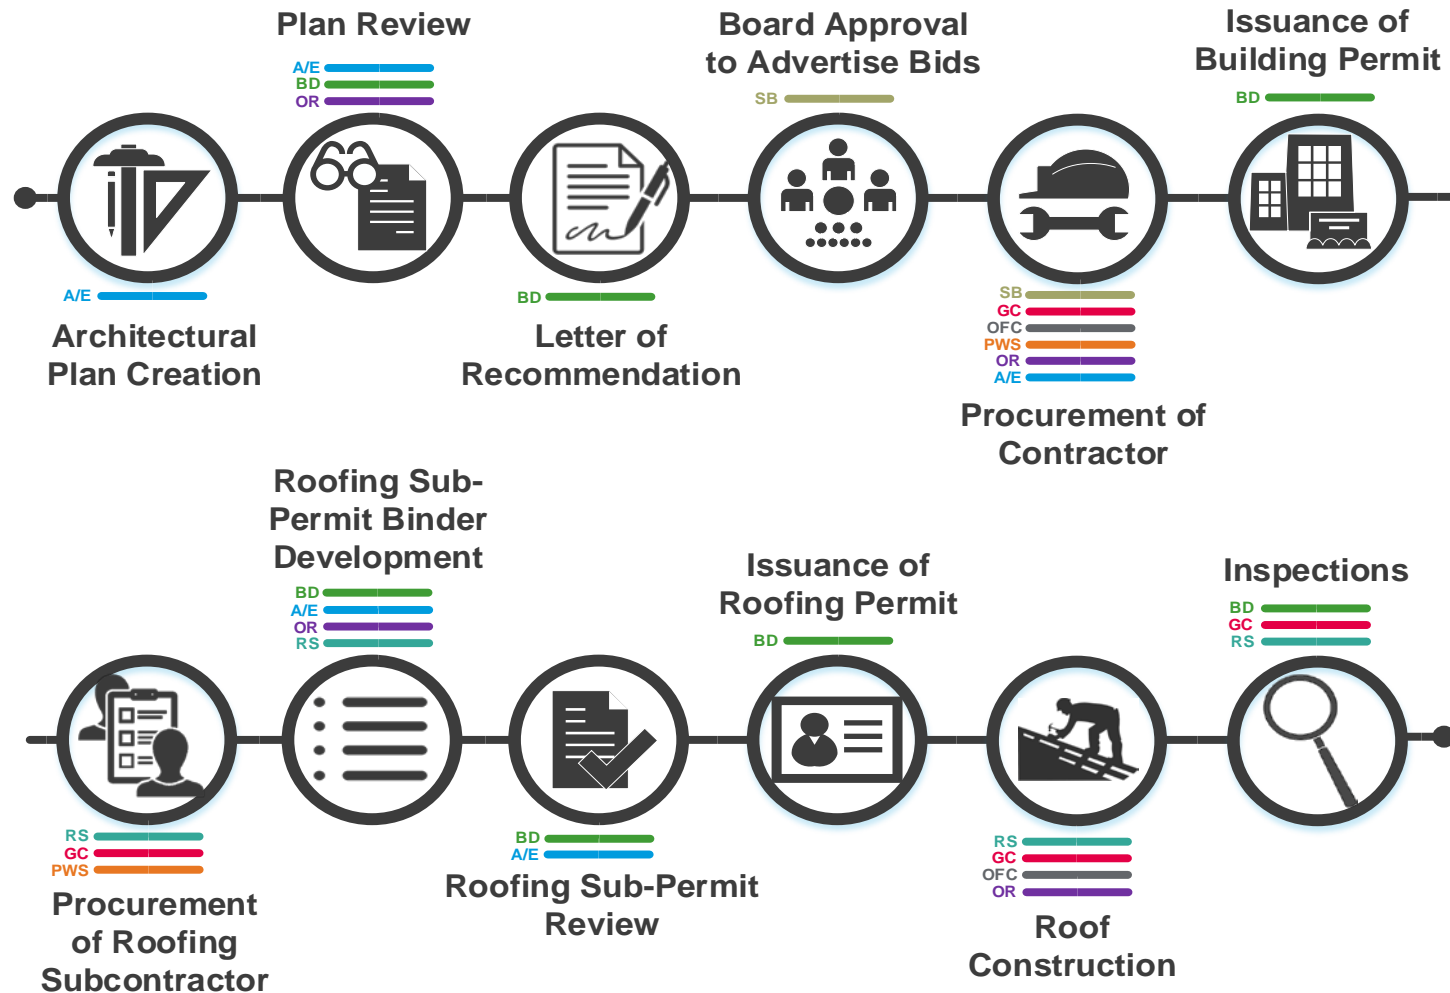 Plan Review
A/E
BD
OR
Board Approval
to Advertise Bids
SB
Issuance of
Building Permit
BD
A/E
Architectural
Plan Creation
BD
Letter of
Recommendation
SB
GC
OFC
PWS
OR
A/E
Procurement of
Contractor
Roofing Sub-
Permit Binder
Development
BD
A/E
OR
RS
Issuance of
Roofing Permit
BD
Inspections
BD
GC
RS
RS
GC
PWS
Procurement
of Roofing
Subcontractor
BD
A/E
Roofing Sub-Permit
Review
RS
GC
OFC
OR
Roof
Construction